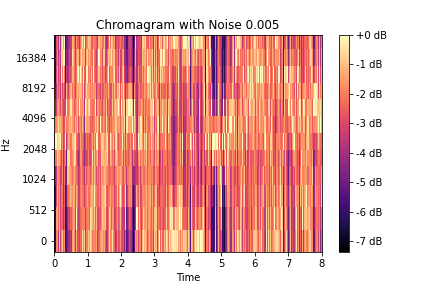 Chromagram with Noise 0.005
Hz
16384
8192
4096
2048
1024
512
0
0 1 2 3 4 5 6 7 8
Time
+0 dB
-1 dB
-2 dB
-3 dB
-4 dB
-5 dB
-6 dB
-7 dB